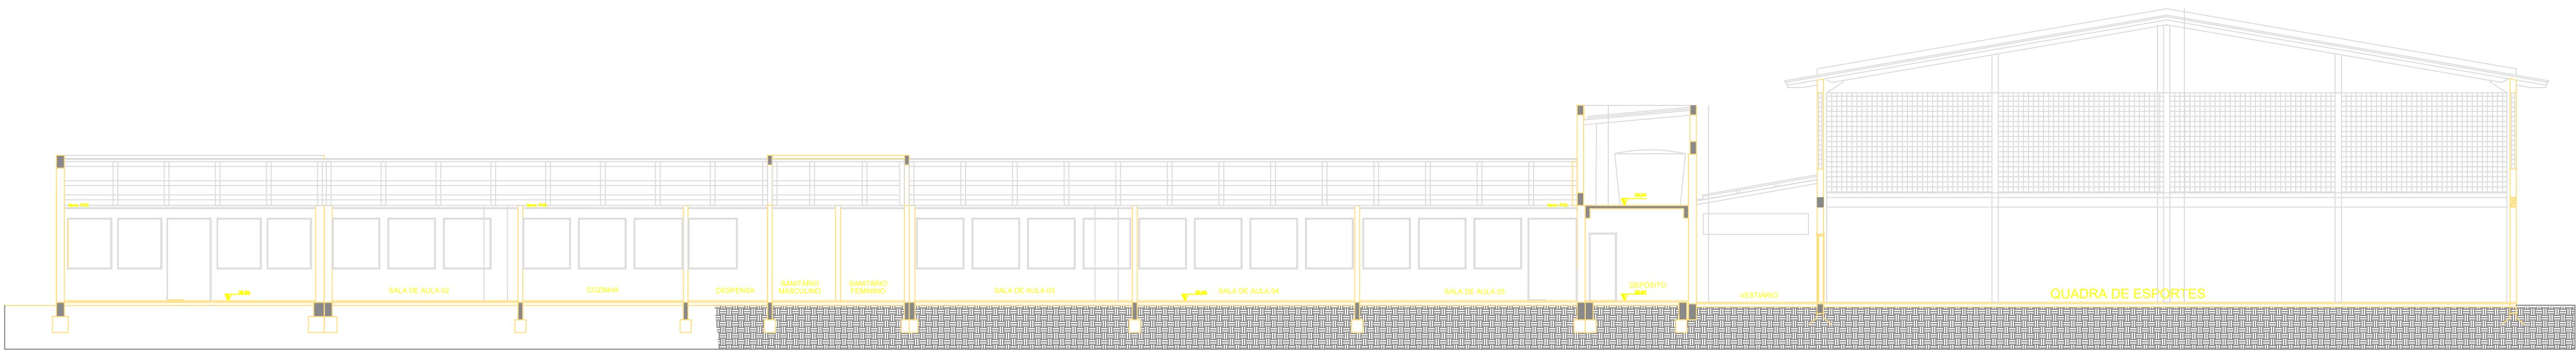 SALA DE AULA 02
COZINHA
DESPENSA
SANITÁRIO
MASCULINO
SANITÁRIO
FEMININO
SALA DE AULA 03
SALA DE AULA 04
SALA DE AULA 05
DEPÓSITO
VESTIÁRIO
QUADRA DE ESPORTES